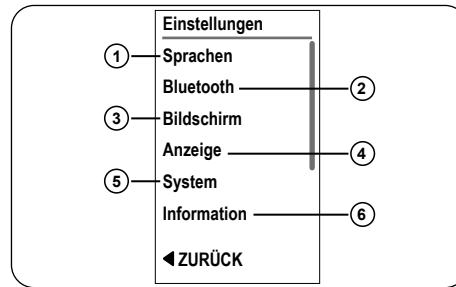 Einstellungen
1 Sprachen
Bluetooth 2
3 Bildschirm
Anzeige 4
5 System
Information 6
◀ ZURÜCK